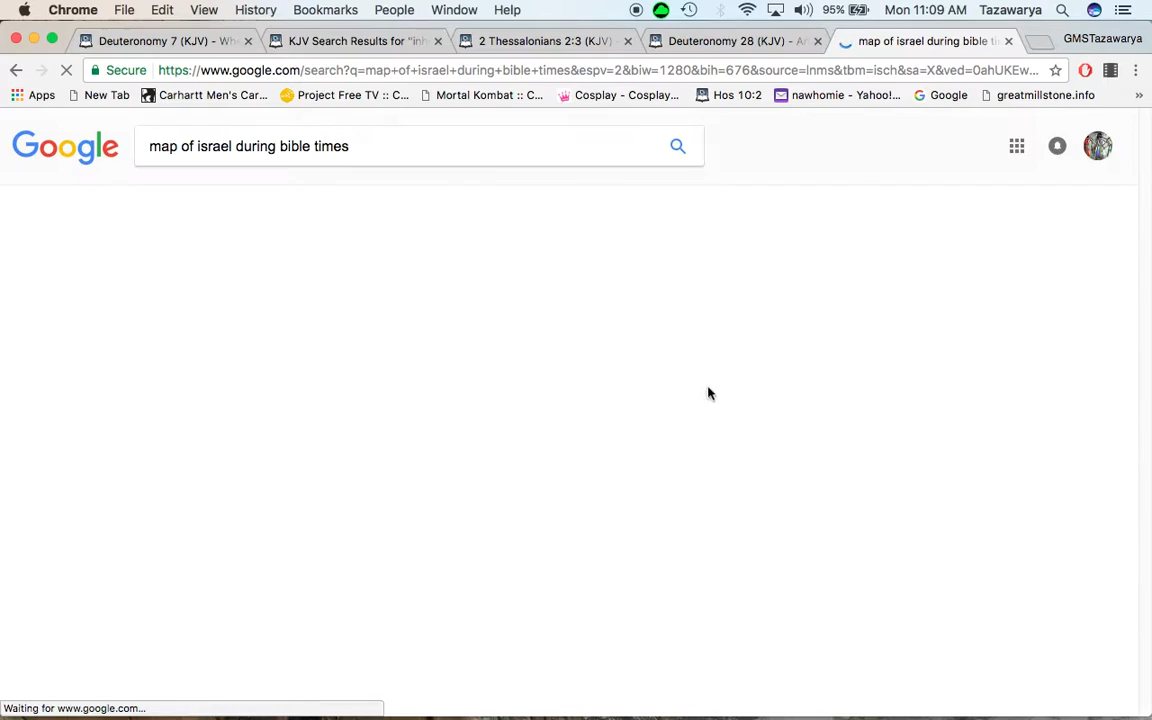 Chrome File Edit View History Bookmarks People Window Help 95% Mon 11:09 AM Tazawarya
Deuteronomy 7 (KJV) - Wh KJV Search Results for "inh 2 Thessalonians 2:3 (KJV) - Deuteronomy 28 (KJV) - A map of israel during bible ti GMSTazawarya
Secure https://www.google.com/search?q=map+of+israel+during+bible+times&espv=2&biw=1280&bih=676&source=lnms&tbm=isch&sa=X&ved=0ahUKEw...
Apps New Tab Carhartt Men's Car... Project Free TV :: C... Mortal Kombat :: C... Cosplay - Cosplay... Hos 10:2 nawhomie - Yahoo!... Google greatmillstone.info »
Google map of israel during bible times
Waiting for www.google.com...